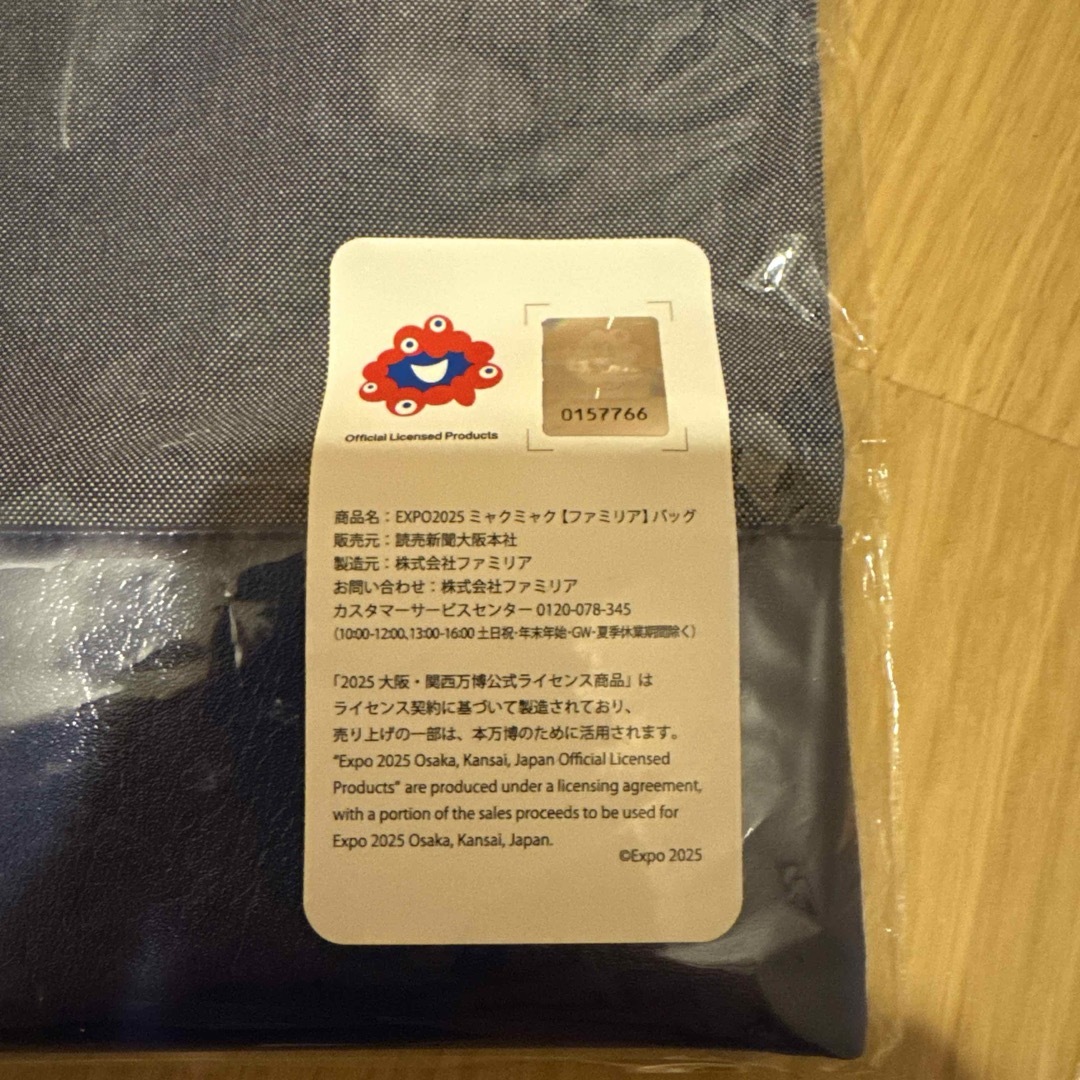 Official Licensed Products
0157766
商品名：EXPO2025 ミャクミャク【ファミリア】バッグ
販売元：読売新聞大阪本社
製造元：株式会社ファミリア
お問い合わせ：株式会社ファミリア
カスタマーサービスセンター 0120-078-345
（10:00-12:00、13:00-16:00 土日祝・年末年始・GW・夏季休業期間除く）
「2025 大阪・関西万博公式ライセンス商品」は
ライセンス契約に基づいて製造されており、
売り上げの一部は、本万博のために活用されます。
"Expo 2025 Osaka, Kansai, Japan Official Licensed
Products" are produced under a licensing agreement,
with a portion of the sales proceeds to be used for
Expo 2025 Osaka, Kansai, Japan.
©Expo 2025